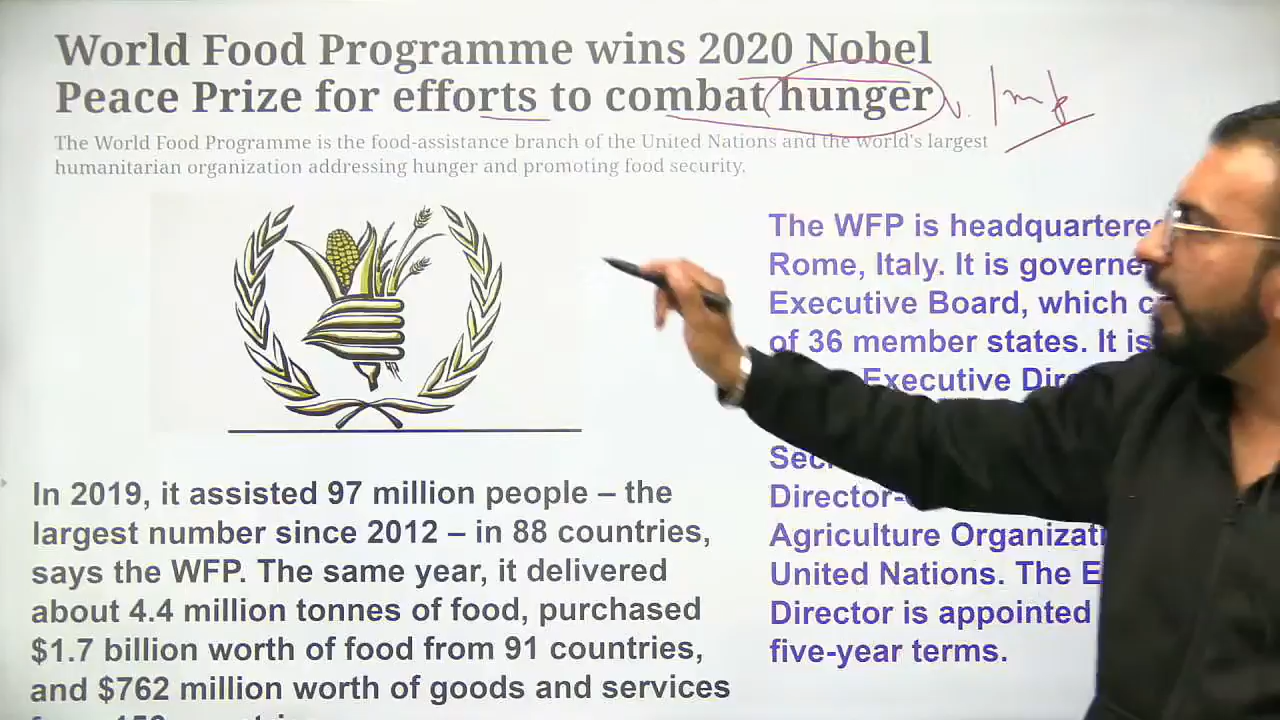 World Food Programme wins 2020 Nobel
Peace Prize for efforts to combat hunger
v. Imp
The World Food Programme is the food-assistance branch of the United Nations and the world's largest
humanitarian organization addressing hunger and promoting food security.
In 2019, it assisted 97 million people – the
largest number since 2012 – in 88 countries,
says the WFP. The same year, it delivered
about 4.4 million tonnes of food, purchased
$1.7 billion worth of food from 91 countries,
and $762 million worth of goods and services
The WFP is headquartere
Rome, Italy. It is governe
Executive Board, which c
of 36 member states. It is
Executive Dire
Sec
Director-
Agriculture Organizati
United Nations. The E
Director is appointed
five-year terms.